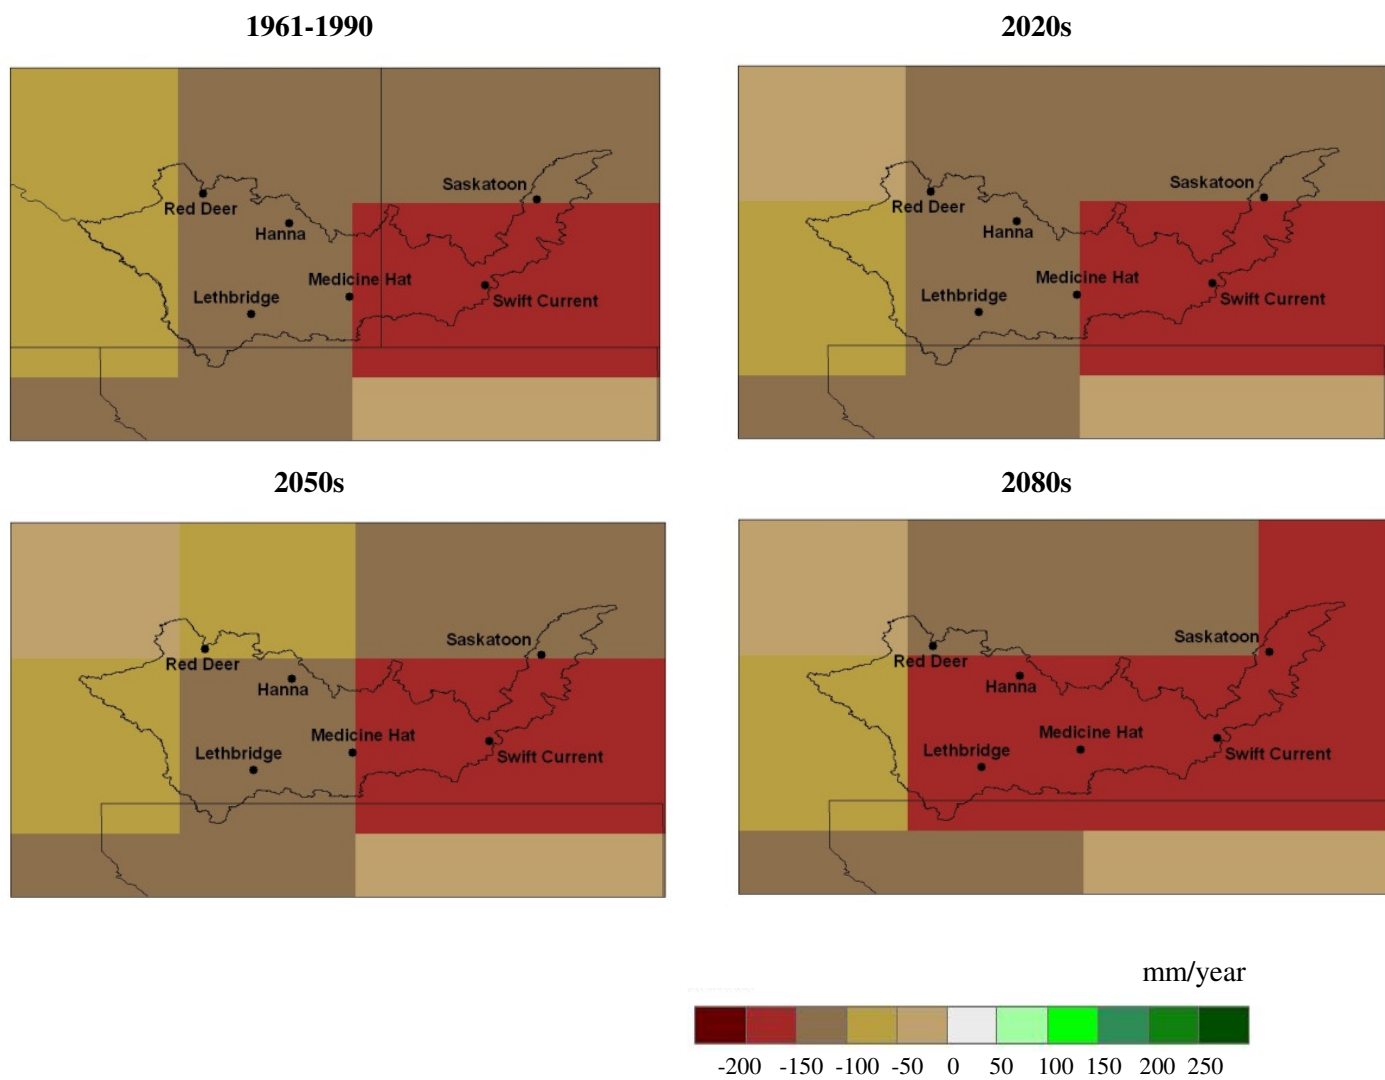 1961-1990
2020s
Saskatoon
Red Deer
Hanna
Medicine Hat
Lethbridge
Swift Current
Saskatoon
Red Deer
Hanna
Medicine Hat
Lethbridge
Swift Current
2050s
2080s
Saskatoon
Red Deer
Hanna
Medicine Hat
Lethbridge
Swift Current
Saskatoon
Red Deer
Hanna
Medicine Hat
Lethbridge
Swift Current
mm/year
-200 -150 -100 -50 0 50 100 150 200 250